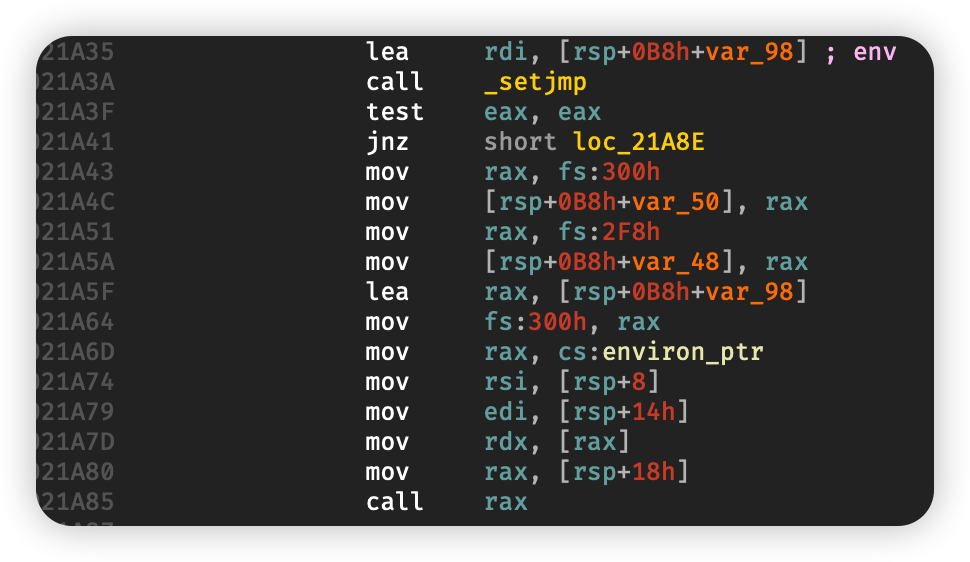 21A35 lea rdi, [rsp+0B8h+var_98] ; env
021A3A call _setjmp
021A3F test eax, eax
021A41 jnz short loc_21A8E
021A43 mov rax, fs:300h
021A4C mov [rsp+0B8h+var_50], rax
021A51 mov rax, fs:2F8h
021A5A mov [rsp+0B8h+var_48], rax
021A5F lea rax, [rsp+0B8h+var_98]
021A64 mov fs:300h, rax
021A6D mov rax, cs:environ_ptr
021A74 mov rsi, [rsp+8]
021A79 mov edi, [rsp+14h]
021A7D mov rdx, [rax]
021A80 mov rax, [rsp+18h]
021A85 call rax